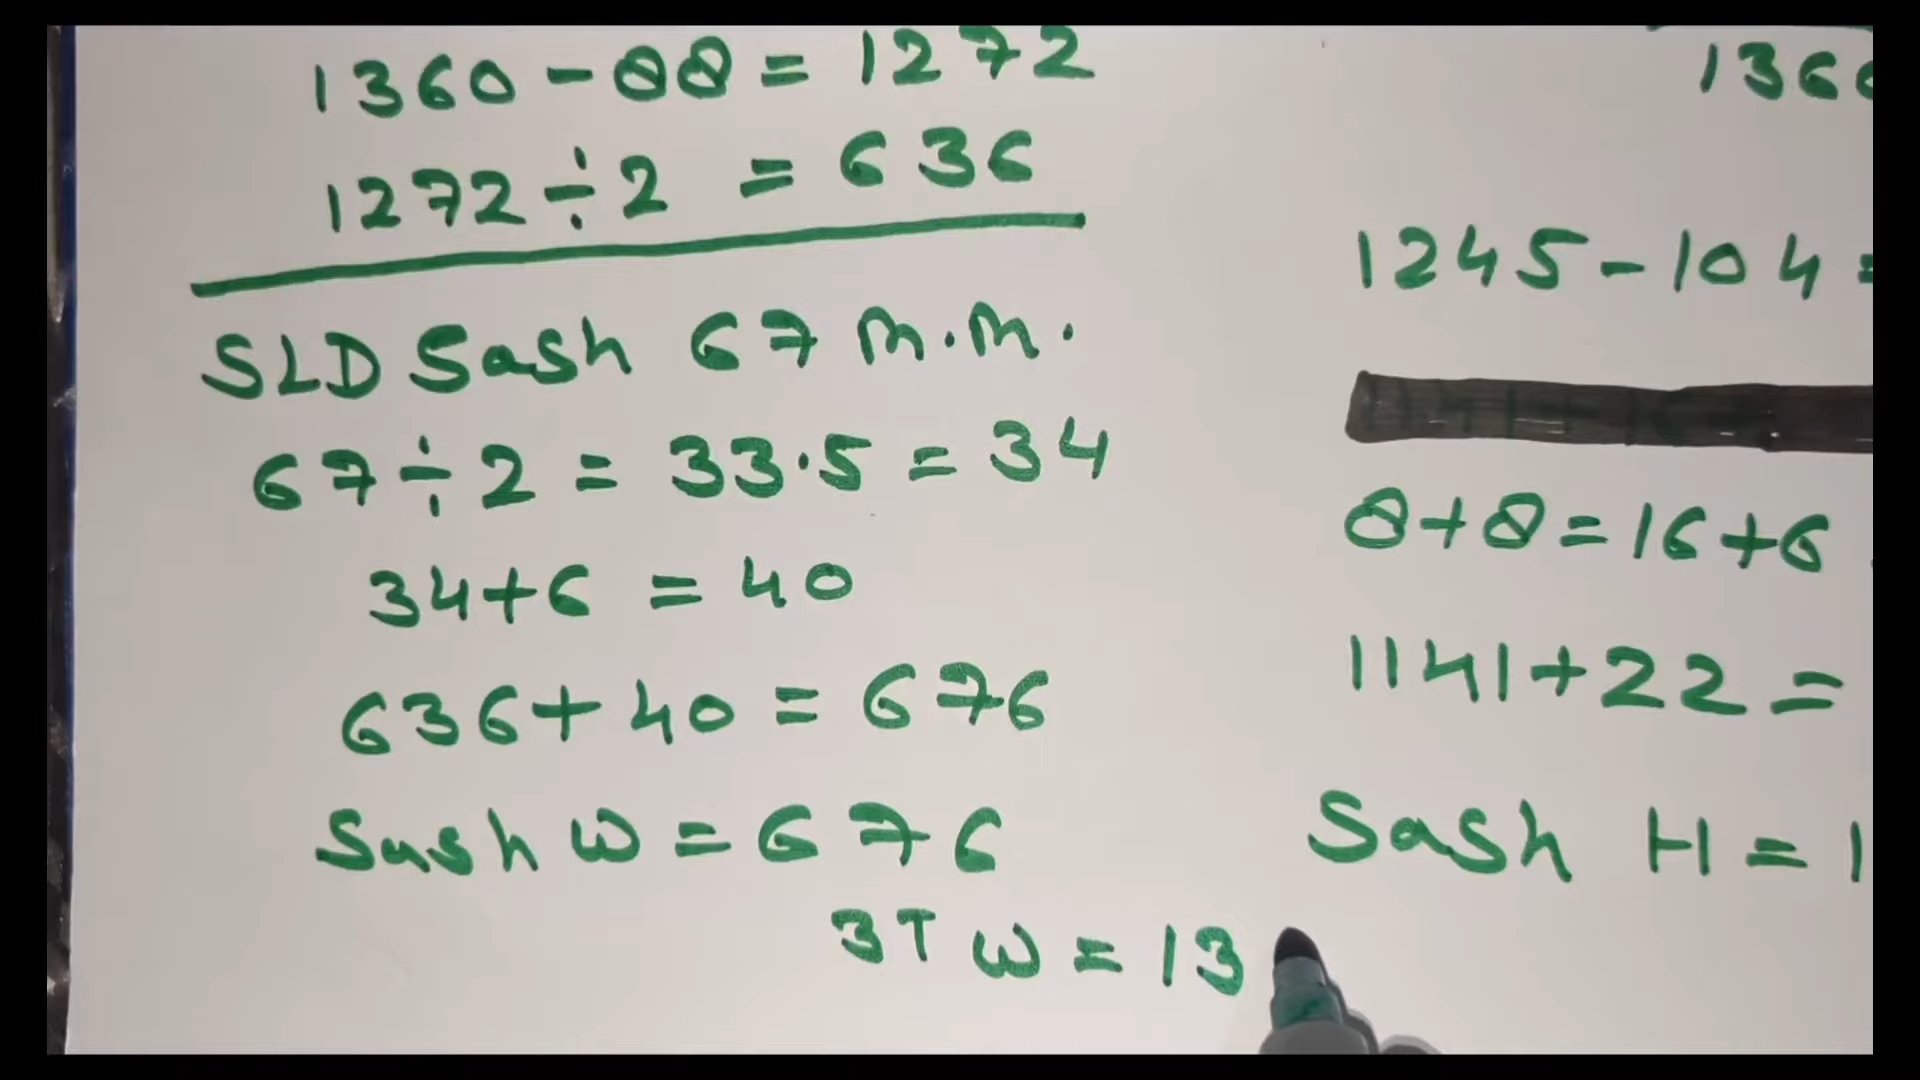 1360-88=1272
1272÷2 = 636
SLD Sash 67 m.m.
67÷2 = 33.5 = 34
34+6 = 40
636+40=676
Sash W=676
3T W=13
136
1245-104=
8+8=16+6
1141+22=
Sash H=1